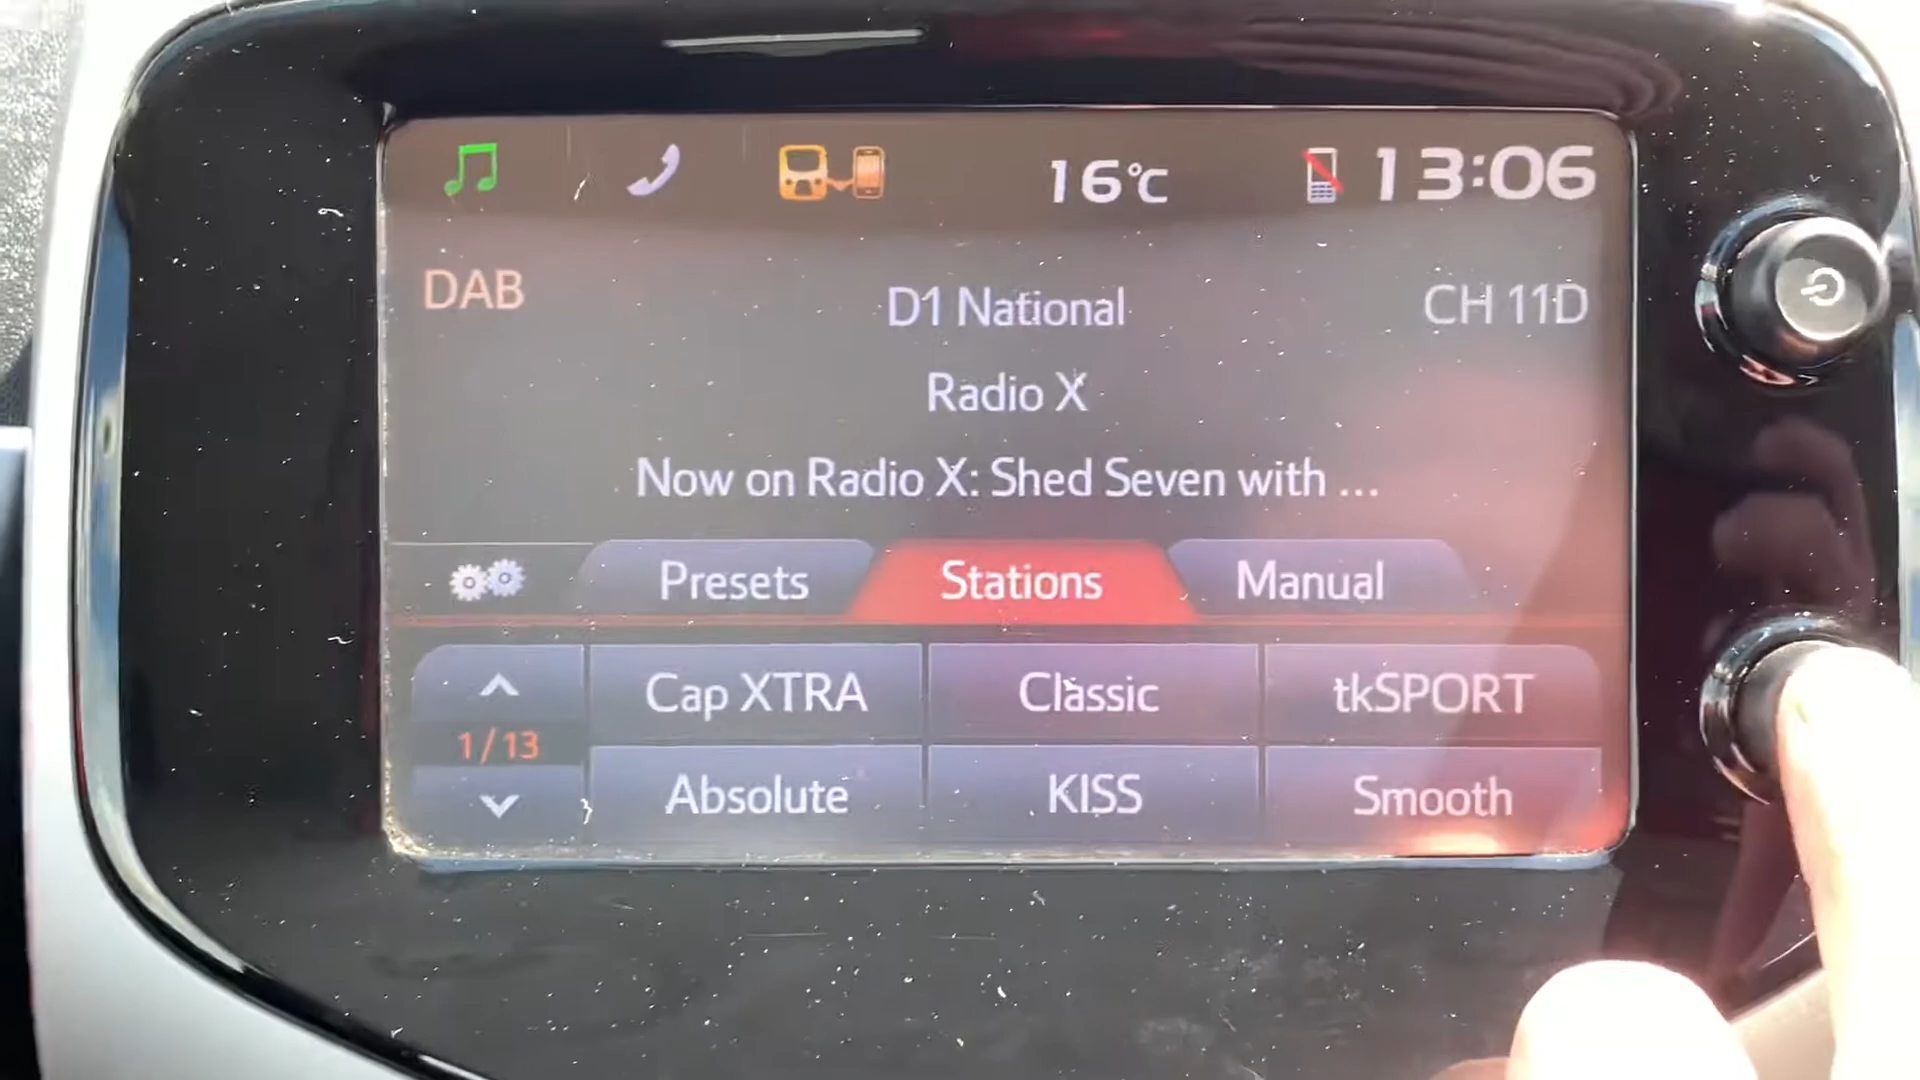 16°C
13:06
DAB
D1 National
CH 11D
Radio X
Now on Radio X: Shed Seven with ...
Presets
Stations
Manual
1/13
Cap XTRA
Classic
tkSPORT
Absolute
KISS
Smooth